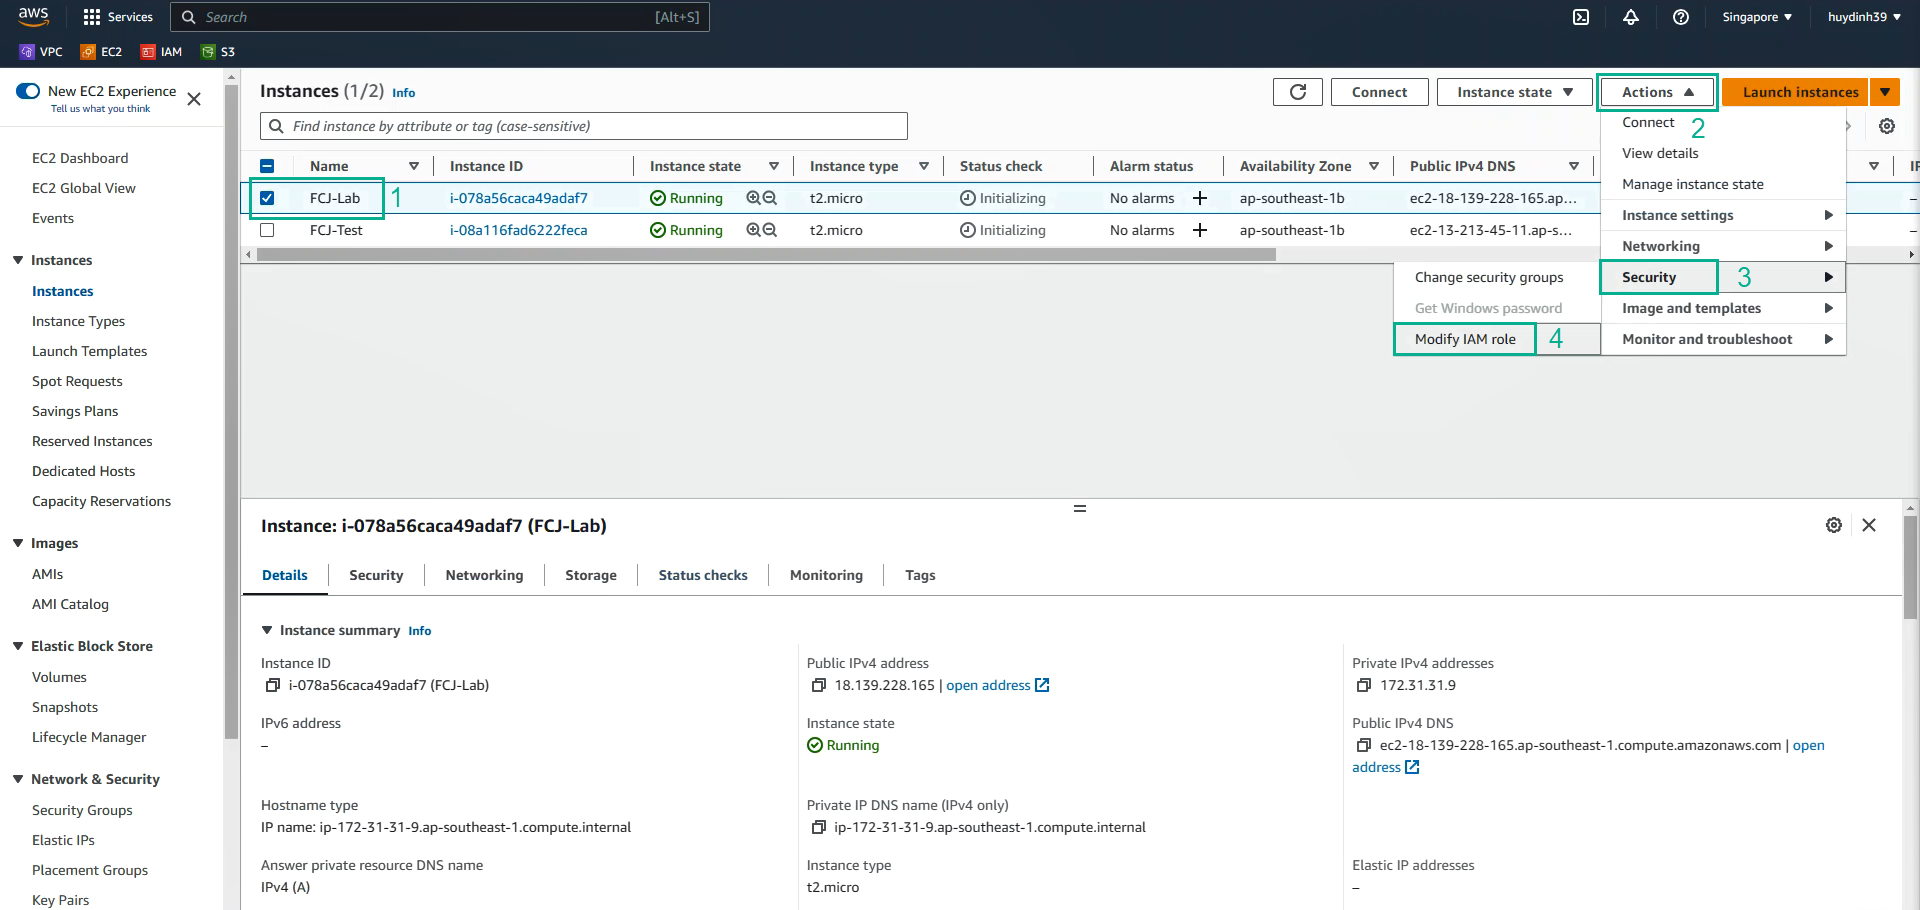 aws
Services
Search
[Alt+S]
Singapore
huydinh39
VPC
EC2
IAM
S3
New EC2 Experience
Tell us what you think
EC2 Dashboard
EC2 Global View
Events
Instances
Instances
Instance Types
Launch Templates
Spot Requests
Savings Plans
Reserved Instances
Dedicated Hosts
Capacity Reservations
Images
AMIs
AMI Catalog
Elastic Block Store
Volumes
Snapshots
Lifecycle Manager
Network & Security
Security Groups
Elastic IPs
Placement Groups
Key Pairs
Instances (1/2) Info
Connect
Instance state
Actions
Launch instances
Find instance by attribute or tag (case-sensitive)
Name
Instance ID
Instance state
Instance type
Status check
Alarm status
Availability Zone
Public IPv4 DNS
IP
FCJ-Lab
1
i-078a56caca49adaf7
Running
t2.micro
Initializing
No alarms
ap-southeast-1b
ec2-18-139-228-165.ap...
–
FCJ-Test
i-08a116fad6222feca
Running
t2.micro
Initializing
No alarms
ap-southeast-1b
ec2-13-213-45-11.ap-s...
–
Connect
2
View details
Manage instance state
Instance settings
Networking
Security
3
Image and templates
Monitor and troubleshoot
Change security groups
Get Windows password
Modify IAM role
4
Instance: i-078a56caca49adaf7 (FCJ-Lab)
Details
Security
Networking
Storage
Status checks
Monitoring
Tags
Instance summary Info
Instance ID
i-078a56caca49adaf7 (FCJ-Lab)
Public IPv4 address
18.139.228.165 | open address
Private IPv4 addresses
172.31.31.9
IPv6 address
–
Instance state
Running
Public IPv4 DNS
ec2-18-139-228-165.ap-southeast-1.compute.amazonaws.com | open
address
Hostname type
IP name: ip-172-31-31-9.ap-southeast-1.compute.internal
Private IP DNS name (IPv4 only)
ip-172-31-31-9.ap-southeast-1.compute.internal
Answer private resource DNS name
IPv4 (A)
Instance type
t2.micro
Elastic IP addresses
–